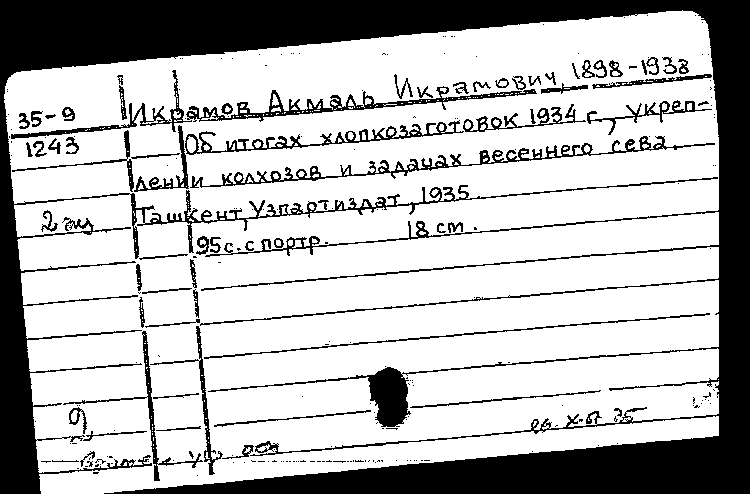 35-9 Икрамов, Акмаль Икрамович, 1898-1938
1243 Об итогах хлопкозаготовок 1934 г., укреп-
лении колхозов и задачах весеннего сева.
2 экз Ташкент, Узпартиздат, 1935.
95 с. с портр. 18 см.
2